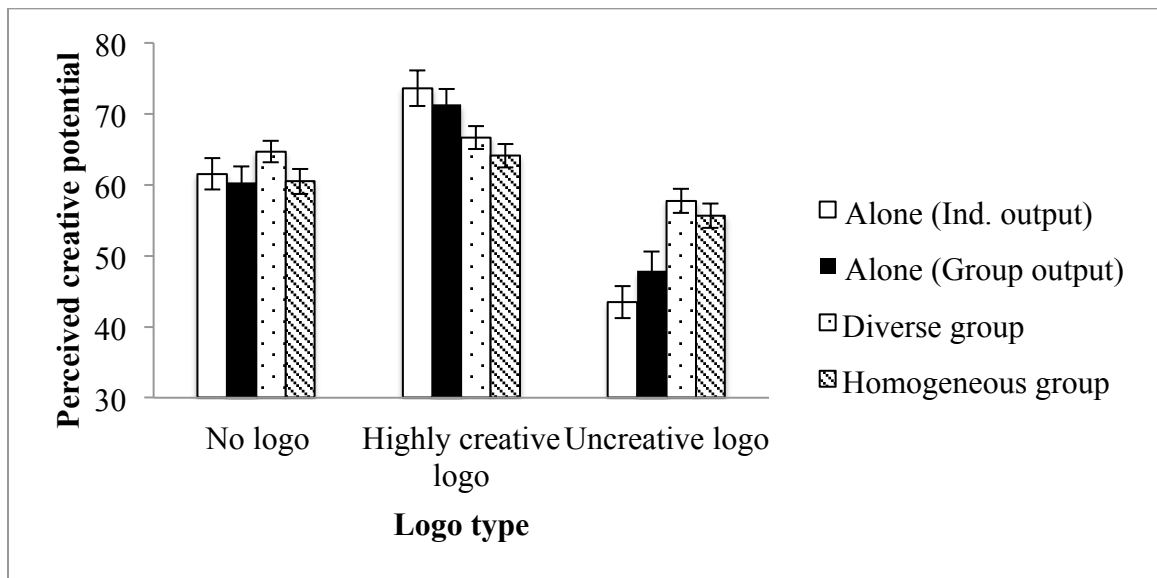 Perceived creative potential
80
70
60
50
40
30
No logo
Highly creative
logo
Uncreative logo
Logo type
Alone (Ind. output)
Alone (Group output)
Diverse group
Homogeneous group